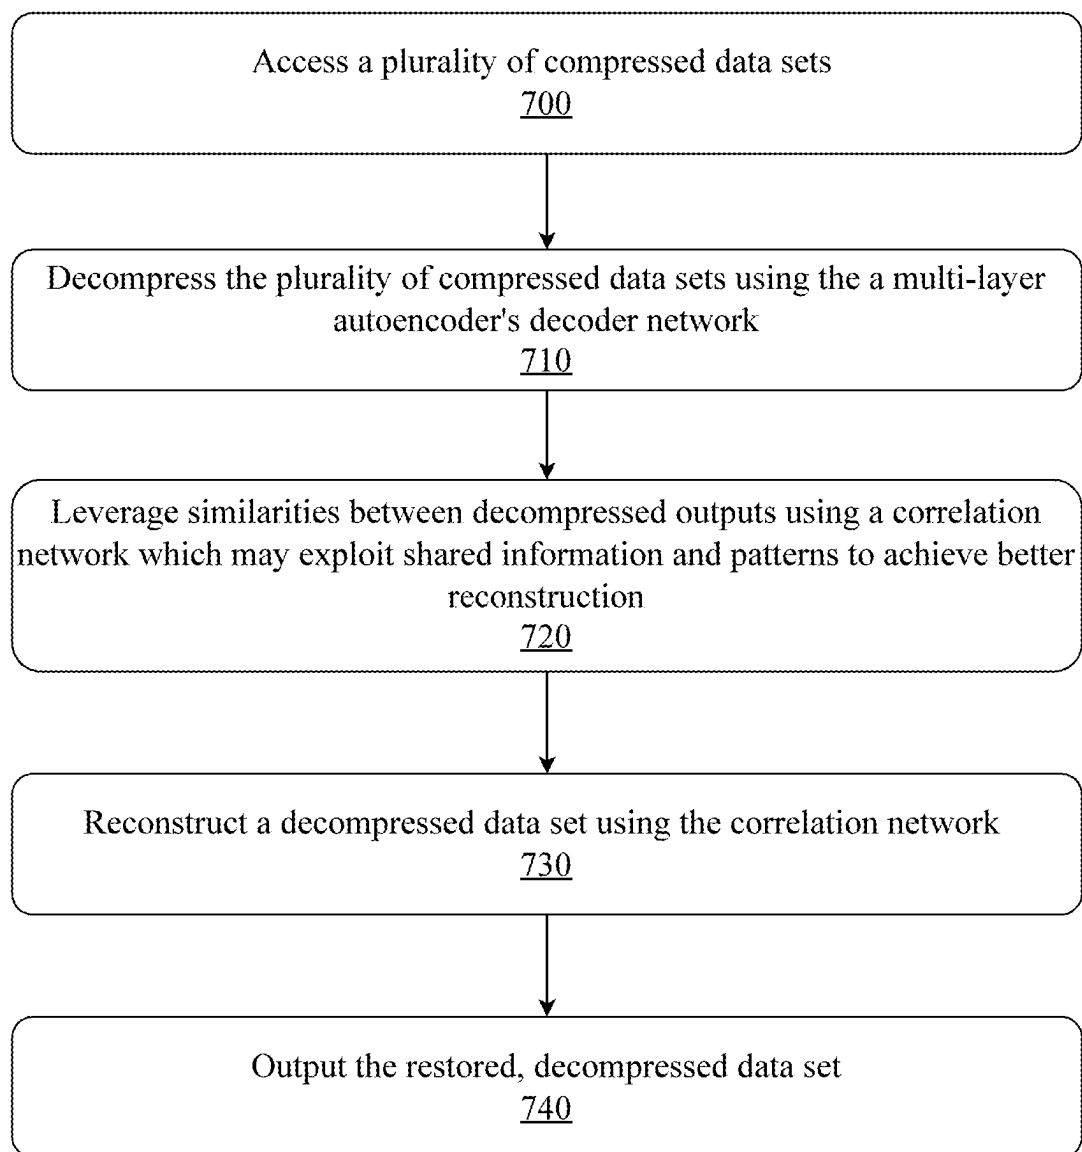 Access a plurality of compressed data sets
700
Decompress the plurality of compressed data sets using the a multi-layer
autoencoder's decoder network
710
Leverage similarities between decompressed outputs using a correlation
network which may exploit shared information and patterns to achieve better
reconstruction
720
Reconstruct a decompressed data set using the correlation network
730
Output the restored, decompressed data set
740